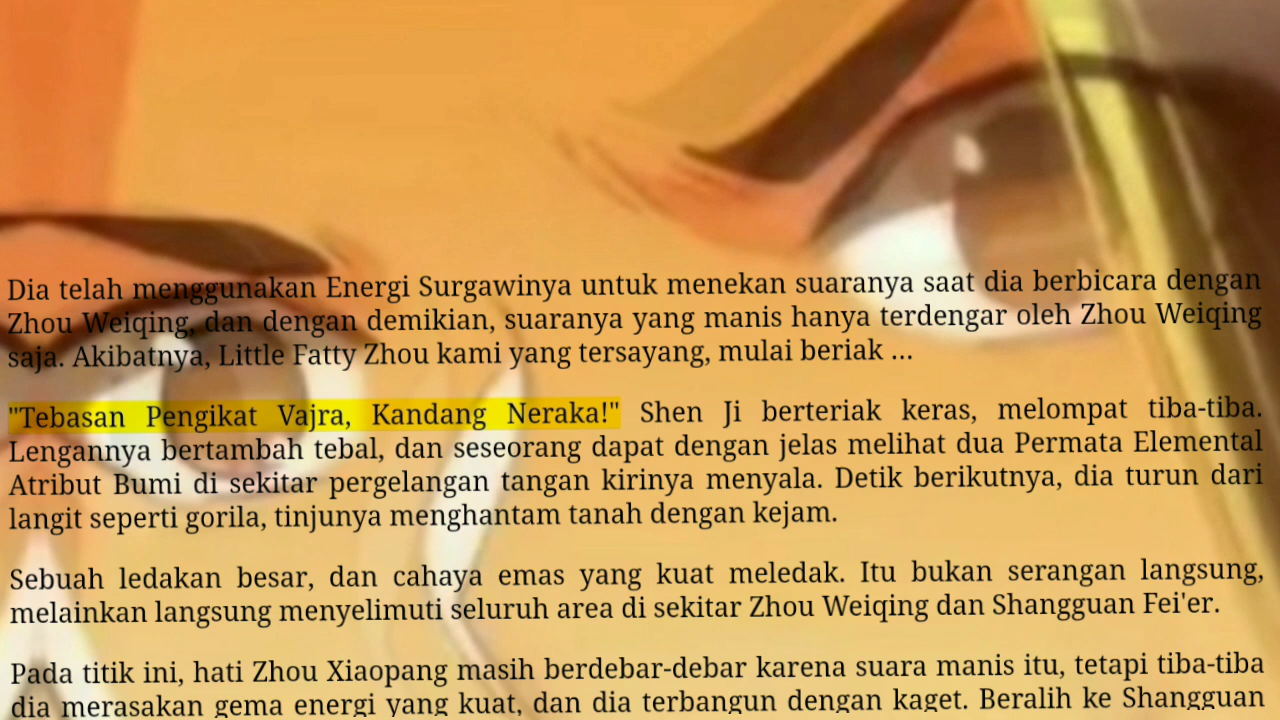 Dia telah menggunakan Energi Surgawinya untuk menekan suaranya saat dia berbicara dengan
Zhou Weiqing, dan dengan demikian, suaranya yang manis hanya terdengar oleh Zhou Weiqing
saja. Akibatnya, Little Fatty Zhou kami yang tersayang, mulai beriak ...
"Tebasan Pengikat Vajra, Kandang Neraka!" Shen Ji berteriak keras, melompat tiba-tiba.
Lengannya bertambah tebal, dan seseorang dapat dengan jelas melihat dua Permata Elemental
Atribut Bumi di sekitar pergelangan tangan kirinya menyala. Detik berikutnya, dia turun dari
langit seperti gorila, tinjunya menghantam tanah dengan kejam.
Sebuah ledakan besar, dan cahaya emas yang kuat meledak. Itu bukan serangan langsung,
melainkan langsung menyelimuti seluruh area di sekitar Zhou Weiqing dan Shangguan Fei'er.
Pada titik ini, hati Zhou Xiaopang masih berdebar-debar karena suara manis itu, tetapi tiba-tiba
dia merasakan gema energi yang kuat, dan dia terbangun dengan kaget. Beralih ke Shangguan